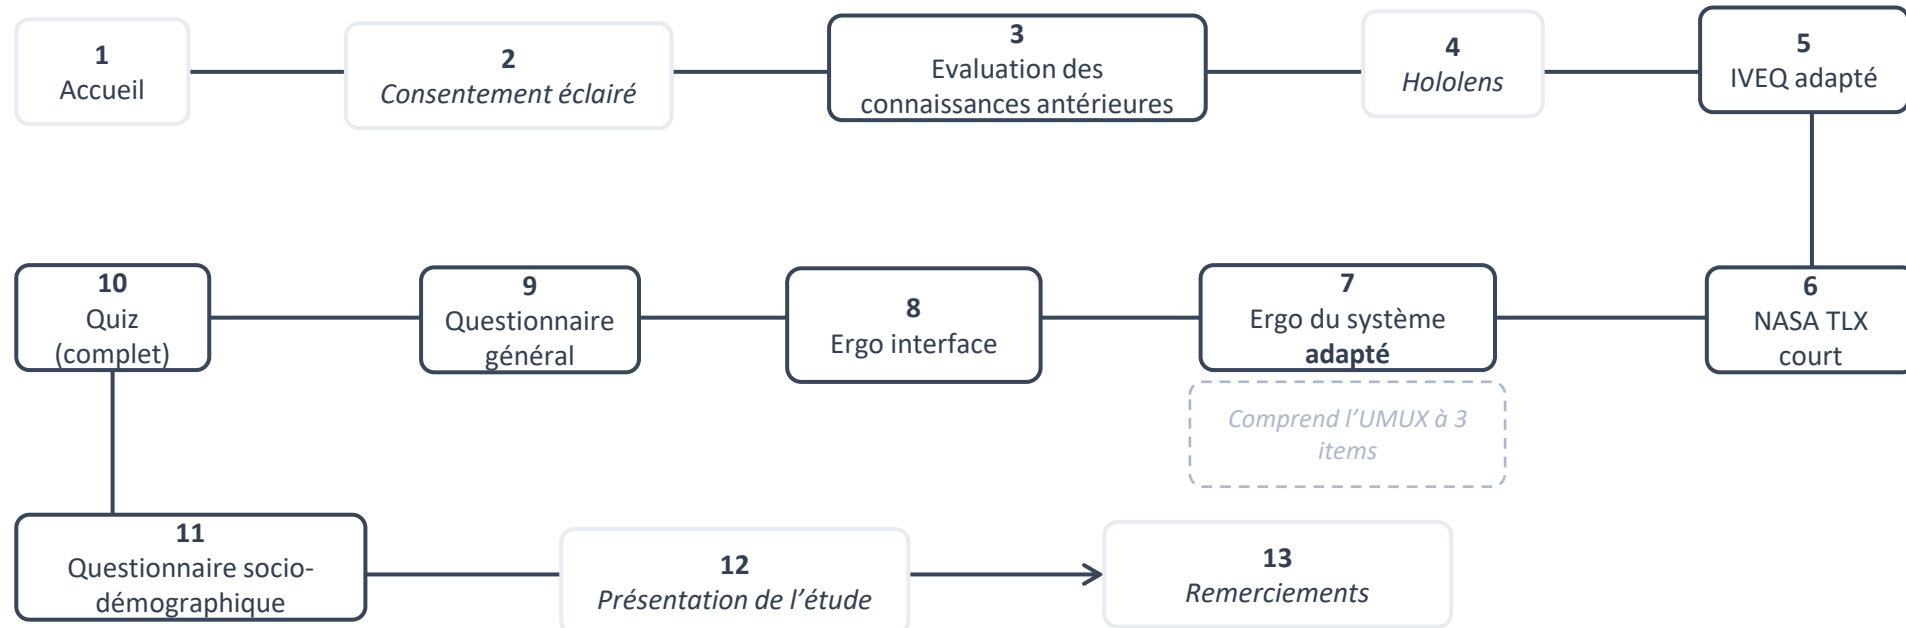 1
Accueil
2
Consentement éclairé
3
Evaluation des
connaissances antérieures
4
Hololens
5
IVEQ adapté
6
NASA TLX
court
7
Ergo du système
adapté
Comprend l'UMUX à 3
items
8
Ergo interface
9
Questionnaire
général
10
Quiz
(complet)
11
Questionnaire socio-
démographique
12
Présentation de l'étude
13
Remerciements